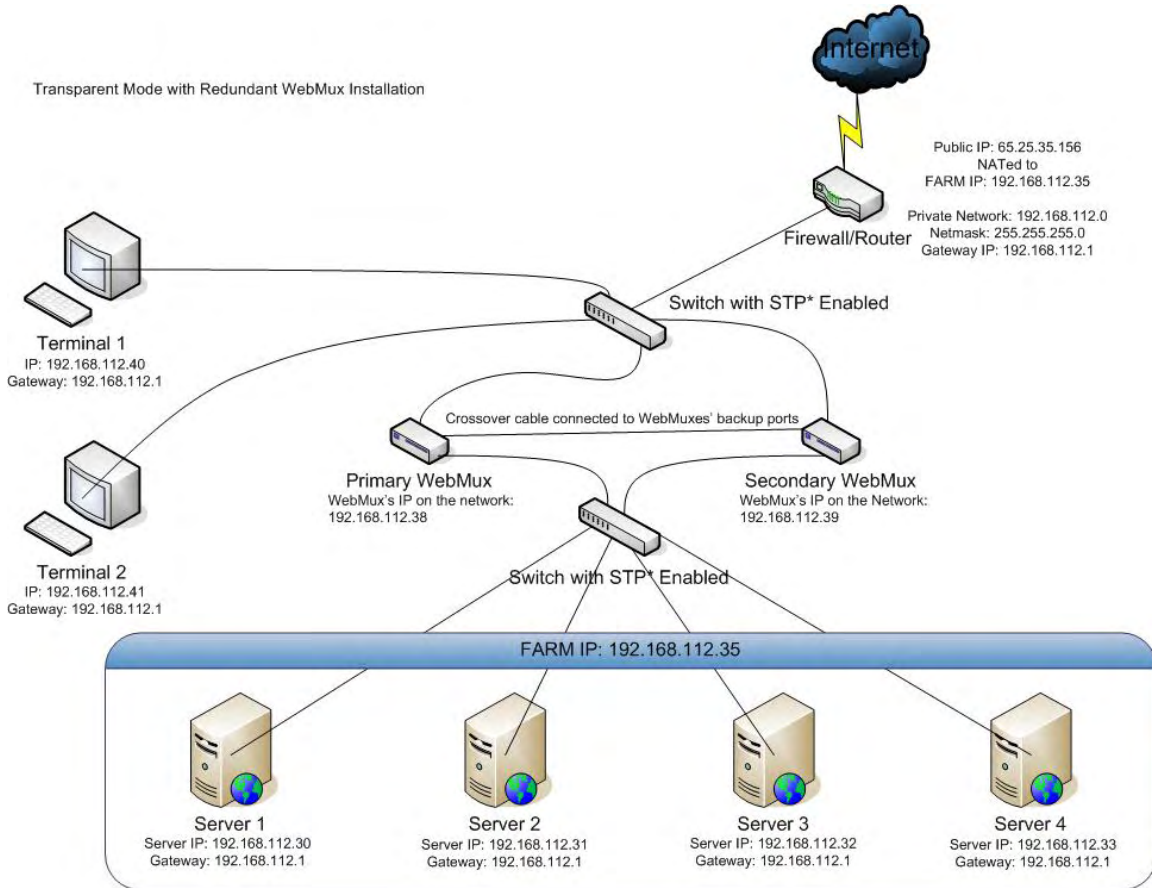 Internet
Transparent Mode with Redundant WebMux Installation
Public IP: 65.25.35.156
NATed to
FARM IP: 192.168.112.35
Private Network: 192.168.112.0
Netmask: 255.255.255.0
Gateway IP: 192.168.112.1
Firewall/Router
Switch with STP* Enabled
Terminal 1
IP: 192.168.112.40
Gateway: 192.168.112.1
Crossover cable connected to WebMuxes' backup ports
Primary WebMux
WebMux's IP on the network:
192.168.112.38
Secondary WebMux
WebMux's IP on the Network:
192.168.112.39
Terminal 2
IP: 192.168.112.41
Gateway: 192.168.112.1
Switch with STP* Enabled
FARM IP: 192.168.112.35
Server 1
Server IP: 192.168.112.30
Gateway: 192.168.112.1
Server 2
Server IP: 192.168.112.31
Gateway: 192.168.112.1
Server 3
Server IP: 192.168.112.32
Gateway: 192.168.112.1
Server 4
Server IP: 192.168.112.33
Gateway: 192.168.112.1